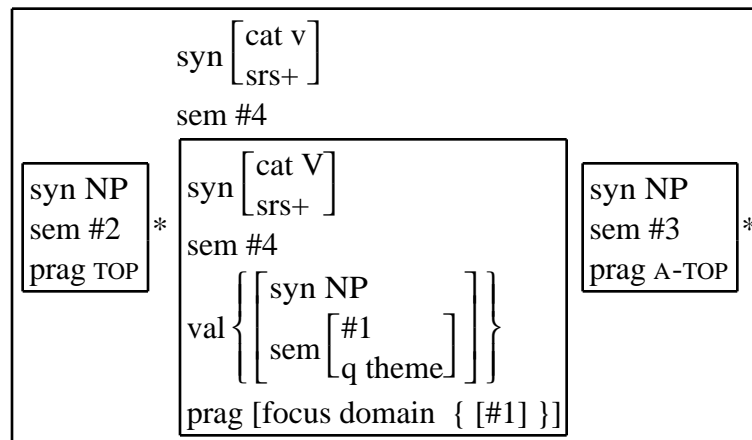 syn [cat v
srs+]
sem #4
syn NP
sem #2
prag TOP
*
syn [cat V
srs+]
sem #4
val { [ syn NP
sem [#1
q theme] ] }
prag [focus domain { [#1] }]
syn NP
sem #3
prag A-TOP
*